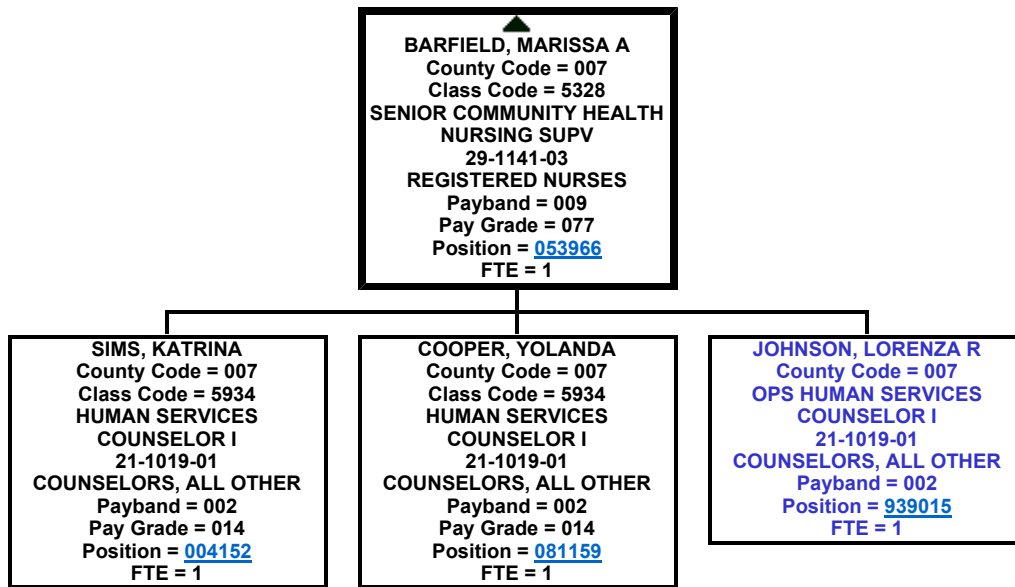 BARFIELD, MARISSA A
County Code = 007
Class Code = 5328
SENIOR COMMUNITY HEALTH
NURSING SUPV
29-1141-03
REGISTERED NURSES
Payband = 009
Pay Grade = 077
Position = 053966
FTE = 1
SIMS, KATRINA
County Code = 007
Class Code = 5934
HUMAN SERVICES
COUNSELOR I
21-1019-01
COUNSELORS, ALL OTHER
Payband = 002
Pay Grade = 014
Position = 004152
FTE = 1
COOPER, YOLANDA
County Code = 007
Class Code = 5934
HUMAN SERVICES
COUNSELOR I
21-1019-01
COUNSELORS, ALL OTHER
Payband = 002
Pay Grade = 014
Position = 081159
FTE = 1
JOHNSON, LORENZA R
County Code = 007
OPS HUMAN SERVICES
COUNSELOR I
21-1019-01
COUNSELORS, ALL OTHER
Payband = 002
Position = 939015
FTE = 1